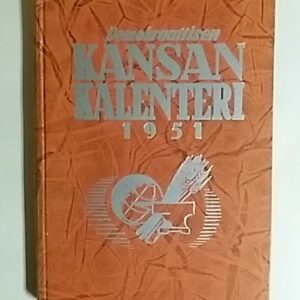 Demokraattisen
KANSAN
KALENTERI
1951